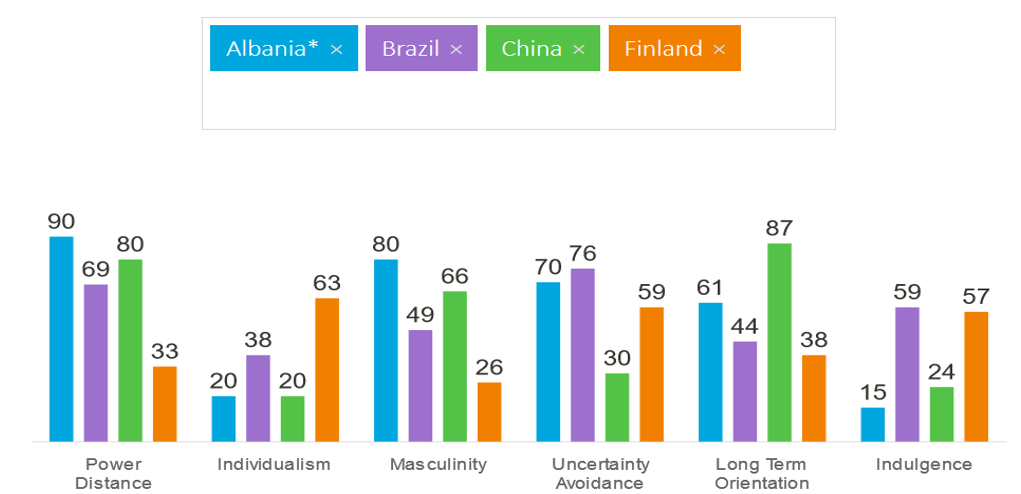 Albania* × Brazil × China × Finland ×
90 69 80 33
20 38 20 63
80 49 66 26
70 76 30 59
61 44 87 38
15 59 24 57
Power
Distance
Individualism
Masculinity
Uncertainty
Avoidance
Long Term
Orientation
Indulgence